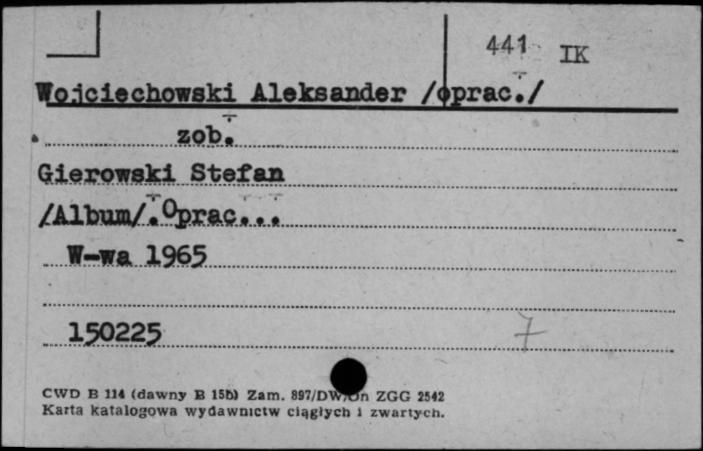 441 IK
Wojciechowski Aleksander /oprac./
zob.
Gierowski Stefan
/Album/.Oprac...
W-wa 1965
150225 7
CWD B 114 (dawny B 15b) Zam. 897/DW/On ZGG 2542
Karta katalogowa wydawnictw ciągłych i zwartych.